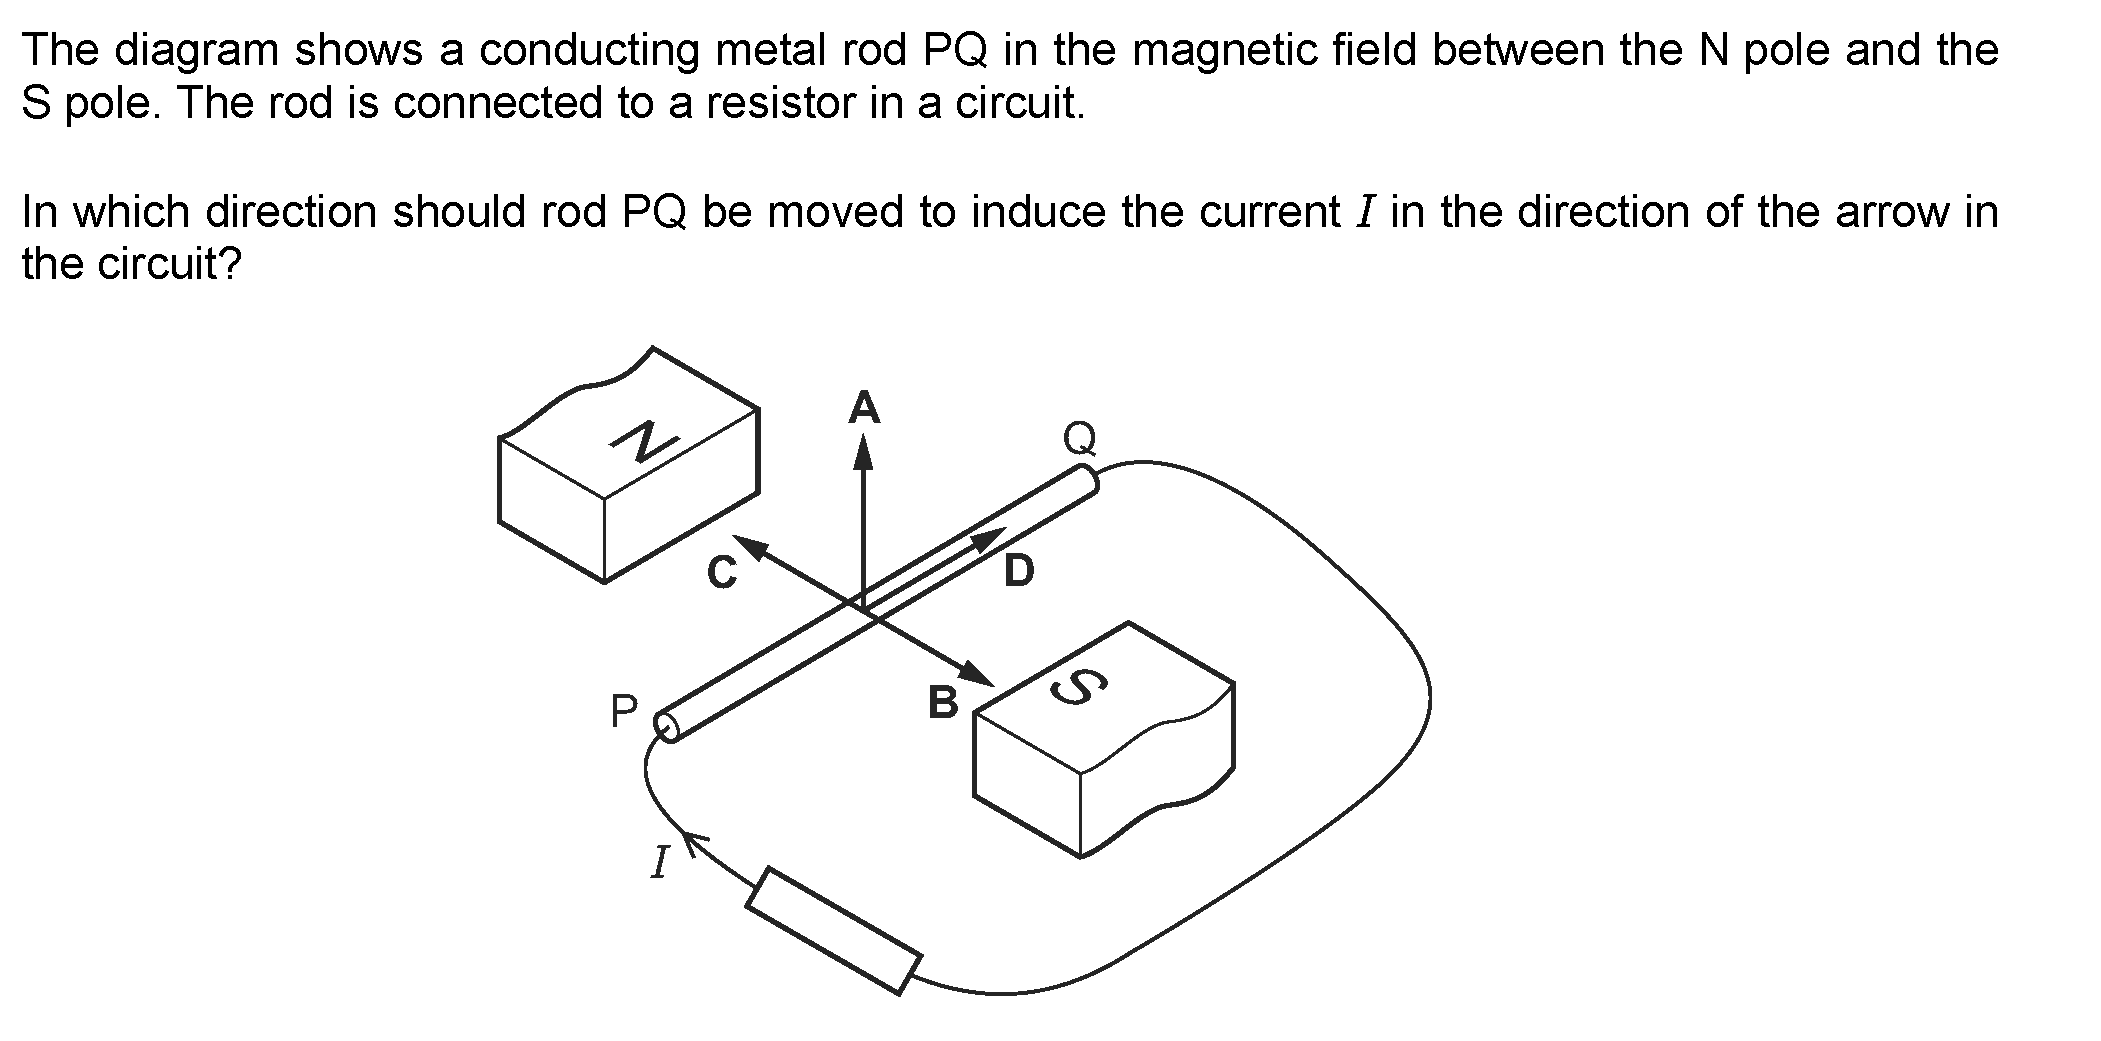 The diagram shows a conducting metal rod PQ in the magnetic field between the N pole and the
S pole. The rod is connected to a resistor in a circuit.
In which direction should rod PQ be moved to induce the current I in the direction of the arrow in
the circuit?
N
A
Q
C
D
S
B
P
I